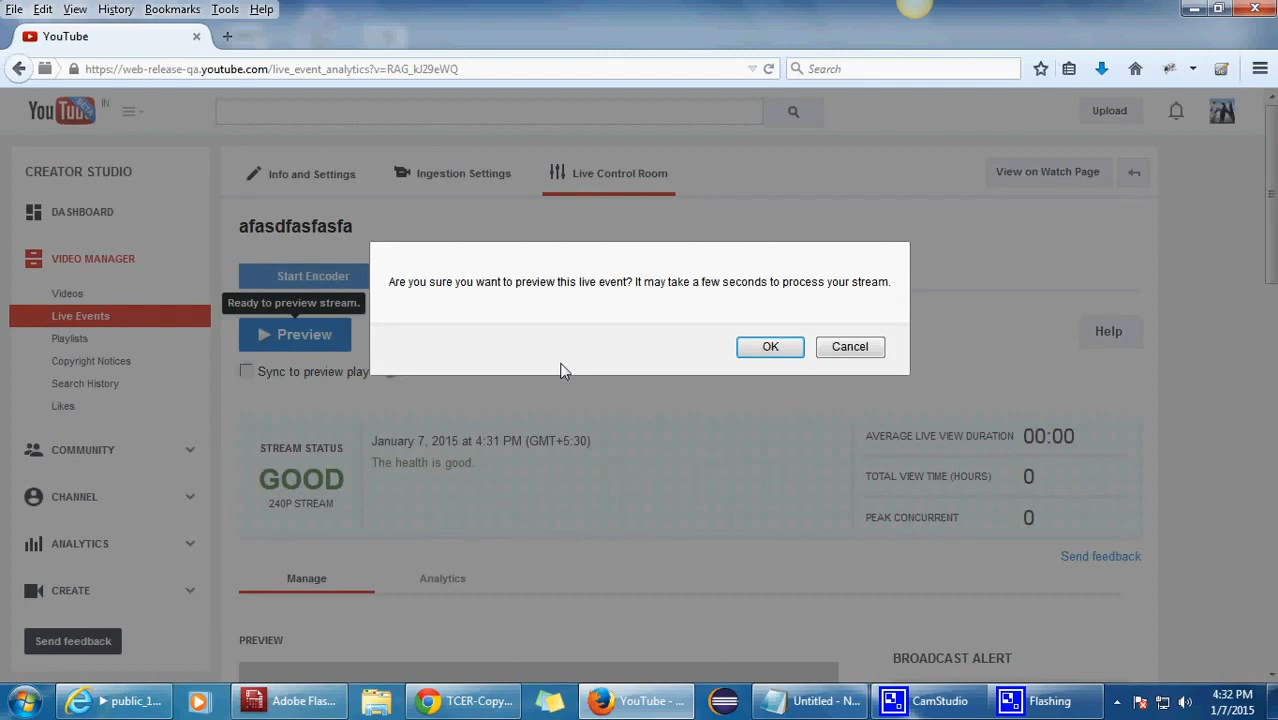 File Edit View History Bookmarks Tools Help
YouTube
https://web-release-qa.youtube.com/live_event_analytics?v=RAG_kJ29eWQ
Search
YouTube BETA IN
Upload
CREATOR STUDIO
DASHBOARD
VIDEO MANAGER
Videos
Live Events
Playlists
Copyright Notices
Search History
Likes
COMMUNITY
CHANNEL
ANALYTICS
CREATE
Send feedback
Info and Settings
Ingestion Settings
Live Control Room
View on Watch Page
afasdfasfasfa
Start Encoder
Ready to preview stream.
Preview
Sync to preview play
Help
Are you sure you want to preview this live event? It may take a few seconds to process your stream.
OK
Cancel
STREAM STATUS
GOOD
240P STREAM
January 7, 2015 at 4:31 PM (GMT+5:30)
The health is good.
AVERAGE LIVE VIEW DURATION 00:00
TOTAL VIEW TIME (HOURS) 0
PEAK CONCURRENT 0
Send feedback
Manage
Analytics
PREVIEW
BROADCAST ALERT
public_1...
Adobe Flas...
TCER-Copy...
YouTube - ...
Untitled - N...
CamStudio
Flashing
4:32 PM
1/7/2015